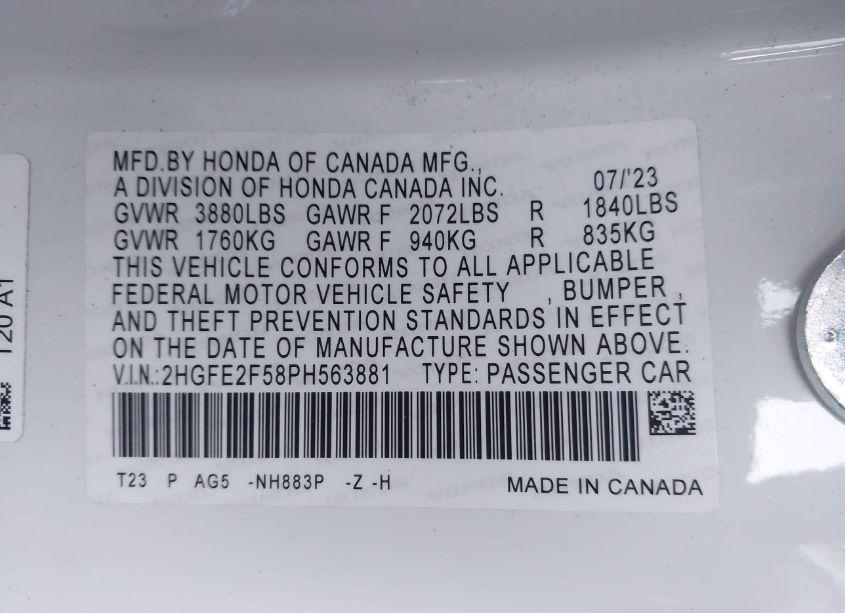 MFD.BY HONDA OF CANADA MFG.,
A DIVISION OF HONDA CANADA INC. 07/'23
GVWR 3880LBS GAWR F 2072LBS R 1840LBS
GVWR 1760KG GAWR F 940KG R 835KG
THIS VEHICLE CONFORMS TO ALL APPLICABLE
FEDERAL MOTOR VEHICLE SAFETY , BUMPER ,
AND THEFT PREVENTION STANDARDS IN EFFECT
ON THE DATE OF MANUFACTURE SHOWN ABOVE.
V.I.N.:2HGFE2F58PH563881 TYPE: PASSENGER CAR
T23 P AG5 -NH883P -Z -H MADE IN CANADA
T20 A1